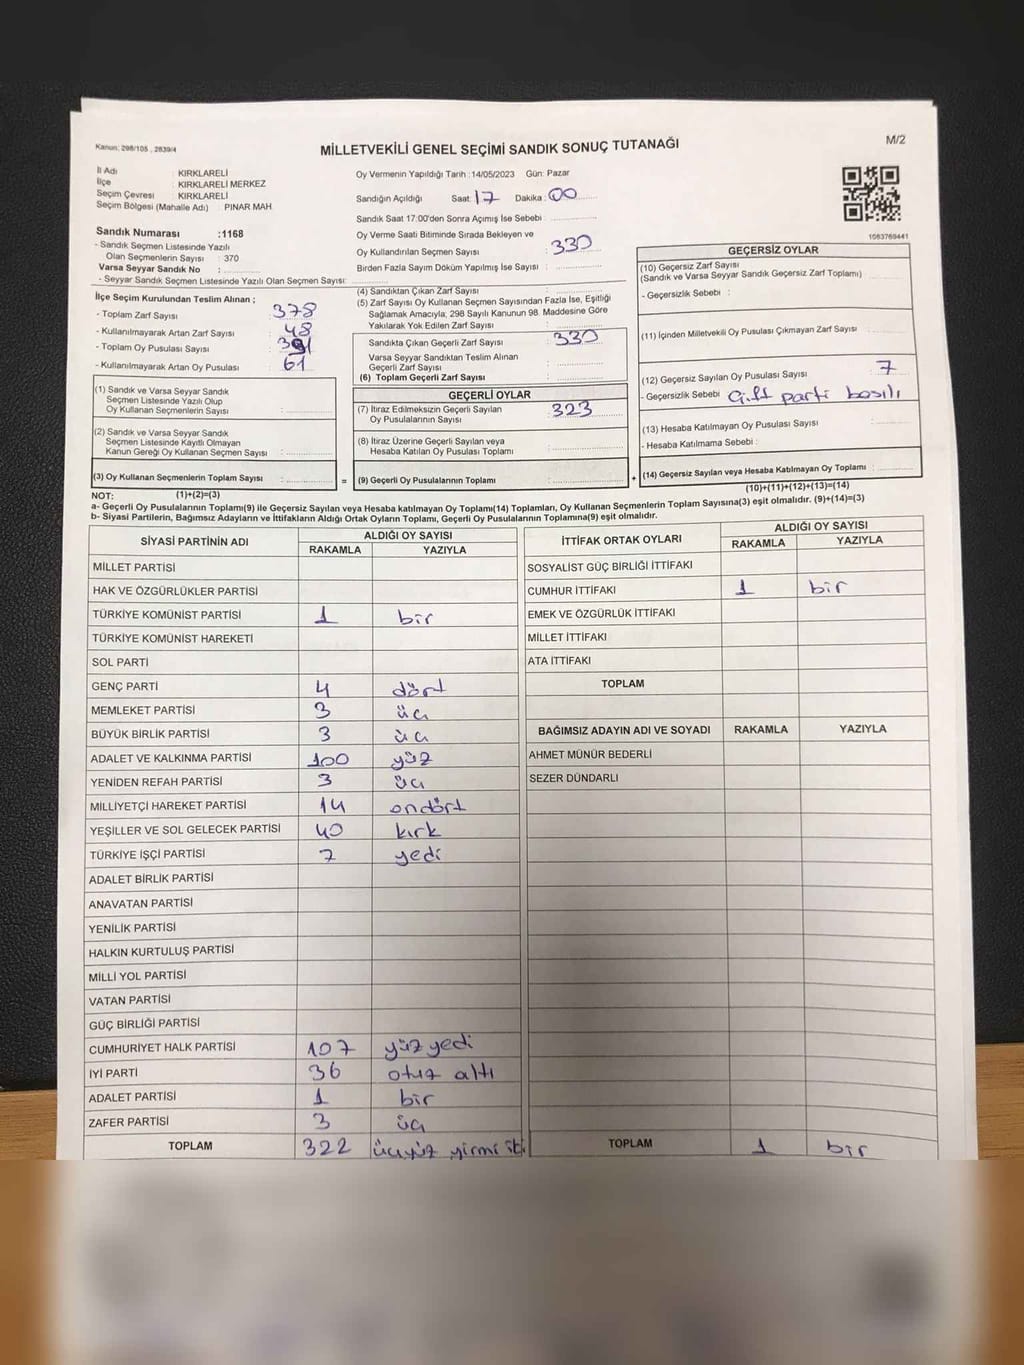 Kanun: 298/105 , 2839/4
MİLLETVEKİLİ GENEL SEÇİMİ SANDIK SONUÇ TUTANAĞI
M/2
İl Adı : KIRKLARELİ
İlçe : KIRKLARELİ MERKEZ
Seçim Çevresi : KIRKLARELİ
Seçim Bölgesi (Mahalle Adı) : PINAR MAH.
Sandık Numarası :1168
- Sandık Seçmen Listesinde Yazılı
Olan Seçmenlerin Sayısı : 370
Varsa Seyyar Sandık No :
- Seyyar Sandık Seçmen Listesinde Yazılı Olan Seçmen Sayısı:
Oy Vermenin Yapıldığı Tarih :14/05/2023 Gün: Pazar
Sandığın Açıldığı Saat: 17 Dakika : 00
Sandık Saat 17:00'den Sonra Açımış İse Sebebi :
Oy Verme Saati Bitiminde Sırada Bekleyen ve
Oy Kullandırılan Seçmen Sayısı : 330
Birden Fazla Sayım Döküm Yapılmış İse Sayısı :
1083769441
İlçe Seçim Kurulundan Teslim Alınan ;
- Toplam Zarf Sayısı : 378
- Kullanılmayarak Artan Zarf Sayısı : 48
- Toplam Oy Pusulası Sayısı : 391
- Kullanılmayarak Artan Oy Pusulası : 61
(4) Sandıktan Çıkan Zarf Sayısı :
(5) Zarf Sayısı Oy Kullanan Seçmen Sayısından Fazla İse, Eşitliği
Sağlamak Amacıyla; 298 Sayılı Kanunun 98. Maddesine Göre
Yakılarak Yok Edilen Zarf Sayısı :
Sandıkta Çıkan Geçerli Zarf Sayısı : 330
Varsa Seyyar Sandıktan Teslim Alınan
Geçerli Zarf Sayısı :
(6) Toplam Geçerli Zarf Sayısı :
GEÇERSİZ OYLAR
(10) Geçersiz Zarf Sayısı
(Sandık ve Varsa Seyyar Sandık Geçersiz Zarf Toplamı) :
- Geçersizlik Sebebi :
(11) İçinden Milletvekili Oy Pusulası Çıkmayan Zarf Sayısı :
(12) Geçersiz Sayılan Oy Pusulası Sayısı : 7
- Geçersizlik Sebebi : Çift parti basılı
(13) Hesaba Katılmayan Oy Pusulası Sayısı :
- Hesaba Katılmama Sebebi :
(14) Geçersiz Sayılan veya Hesaba Katılmayan Oy Toplamı :
(1) Sandık ve Varsa Seyyar Sandık
Seçmen Listesinde Yazılı Olup
Oy Kullanan Seçmenlerin Sayısı :
(2) Sandık ve Varsa Seyyar Sandık
Seçmen Listesinde Kayıtlı Olmayan
Kanun Gereği Oy Kullanan Seçmen Sayısı :
(3) Oy Kullanan Seçmenlerin Toplam Sayısı : =
GEÇERLİ OYLAR
(7) İtiraz Edilmeksizin Geçerli Sayılan
Oy Pusulalarının Sayısı : 323
(8) İtiraz Üzerine Geçerli Sayılan veya
Hesaba Katılan Oy Pusulası Toplamı :
(9) Geçerli Oy Pusulalarının Toplamı : +
NOT: (1)+(2)=(3) (10)+(11)+(12)+(13)=(14)
a- Geçerli Oy Pusulalarının Toplamı(9) ile Geçersiz Sayılan veya Hesaba katılmayan Oy Toplamı(14) Toplamları, Oy Kullanan Seçmenlerin Toplam Sayısına(3) eşit olmalıdır. (9)+(14)=(3)
b- Siyasi Partilerin, Bağımsız Adayların ve İttifakların Aldığı Ortak Oyların Toplamı, Geçerli Oy Pusulalarının Toplamına(9) eşit olmalıdır.
SİYASİ PARTİNİN ADI ALDIĞI OY SAYISI
RAKAMLA YAZIYLA
MİLLET PARTİSİ
HAK VE ÖZGÜRLÜKLER PARTİSİ
TÜRKİYE KOMÜNİST PARTİSİ 1 bir
TÜRKİYE KOMÜNİST HAREKETİ
SOL PARTİ
GENÇ PARTİ 4 dört
MEMLEKET PARTİSİ 3 üç
BÜYÜK BİRLİK PARTİSİ 3 üç
ADALET VE KALKINMA PARTİSİ 100 yüz
YENİDEN REFAH PARTİSİ 3 üç
MİLLİYETÇİ HAREKET PARTİSİ 14 ondört
YEŞİLLER VE SOL GELECEK PARTİSİ 40 kırk
TÜRKİYE İŞÇİ PARTİSİ 7 yedi
ADALET BİRLİK PARTİSİ
ANAVATAN PARTİSİ
YENİLİK PARTİSİ
HALKIN KURTULUŞ PARTİSİ
MİLLİ YOL PARTİSİ
VATAN PARTİSİ
GÜÇ BİRLİĞİ PARTİSİ
CUMHURİYET HALK PARTİSİ 107 yüz yedi
İYİ PARTİ 36 otuz altı
ADALET PARTİSİ 1 bir
ZAFER PARTİSİ 3 üç
TOPLAM 322 üçyüz yirmi iki
İTTİFAK ORTAK OYLARI ALDIĞI OY SAYISI
RAKAMLA YAZIYLA
SOSYALİST GÜÇ BİRLİĞİ İTTİFAKI
CUMHUR İTTİFAKI 1 bir
EMEK VE ÖZGÜRLÜK İTTİFAKI
MİLLET İTTİFAKI
ATA İTTİFAKI
TOPLAM
BAĞIMSIZ ADAYIN ADI VE SOYADI RAKAMLA YAZIYLA
AHMET MÜNÜR BEDERLİ
SEZER DÜNDARLI
TOPLAM 1 bir